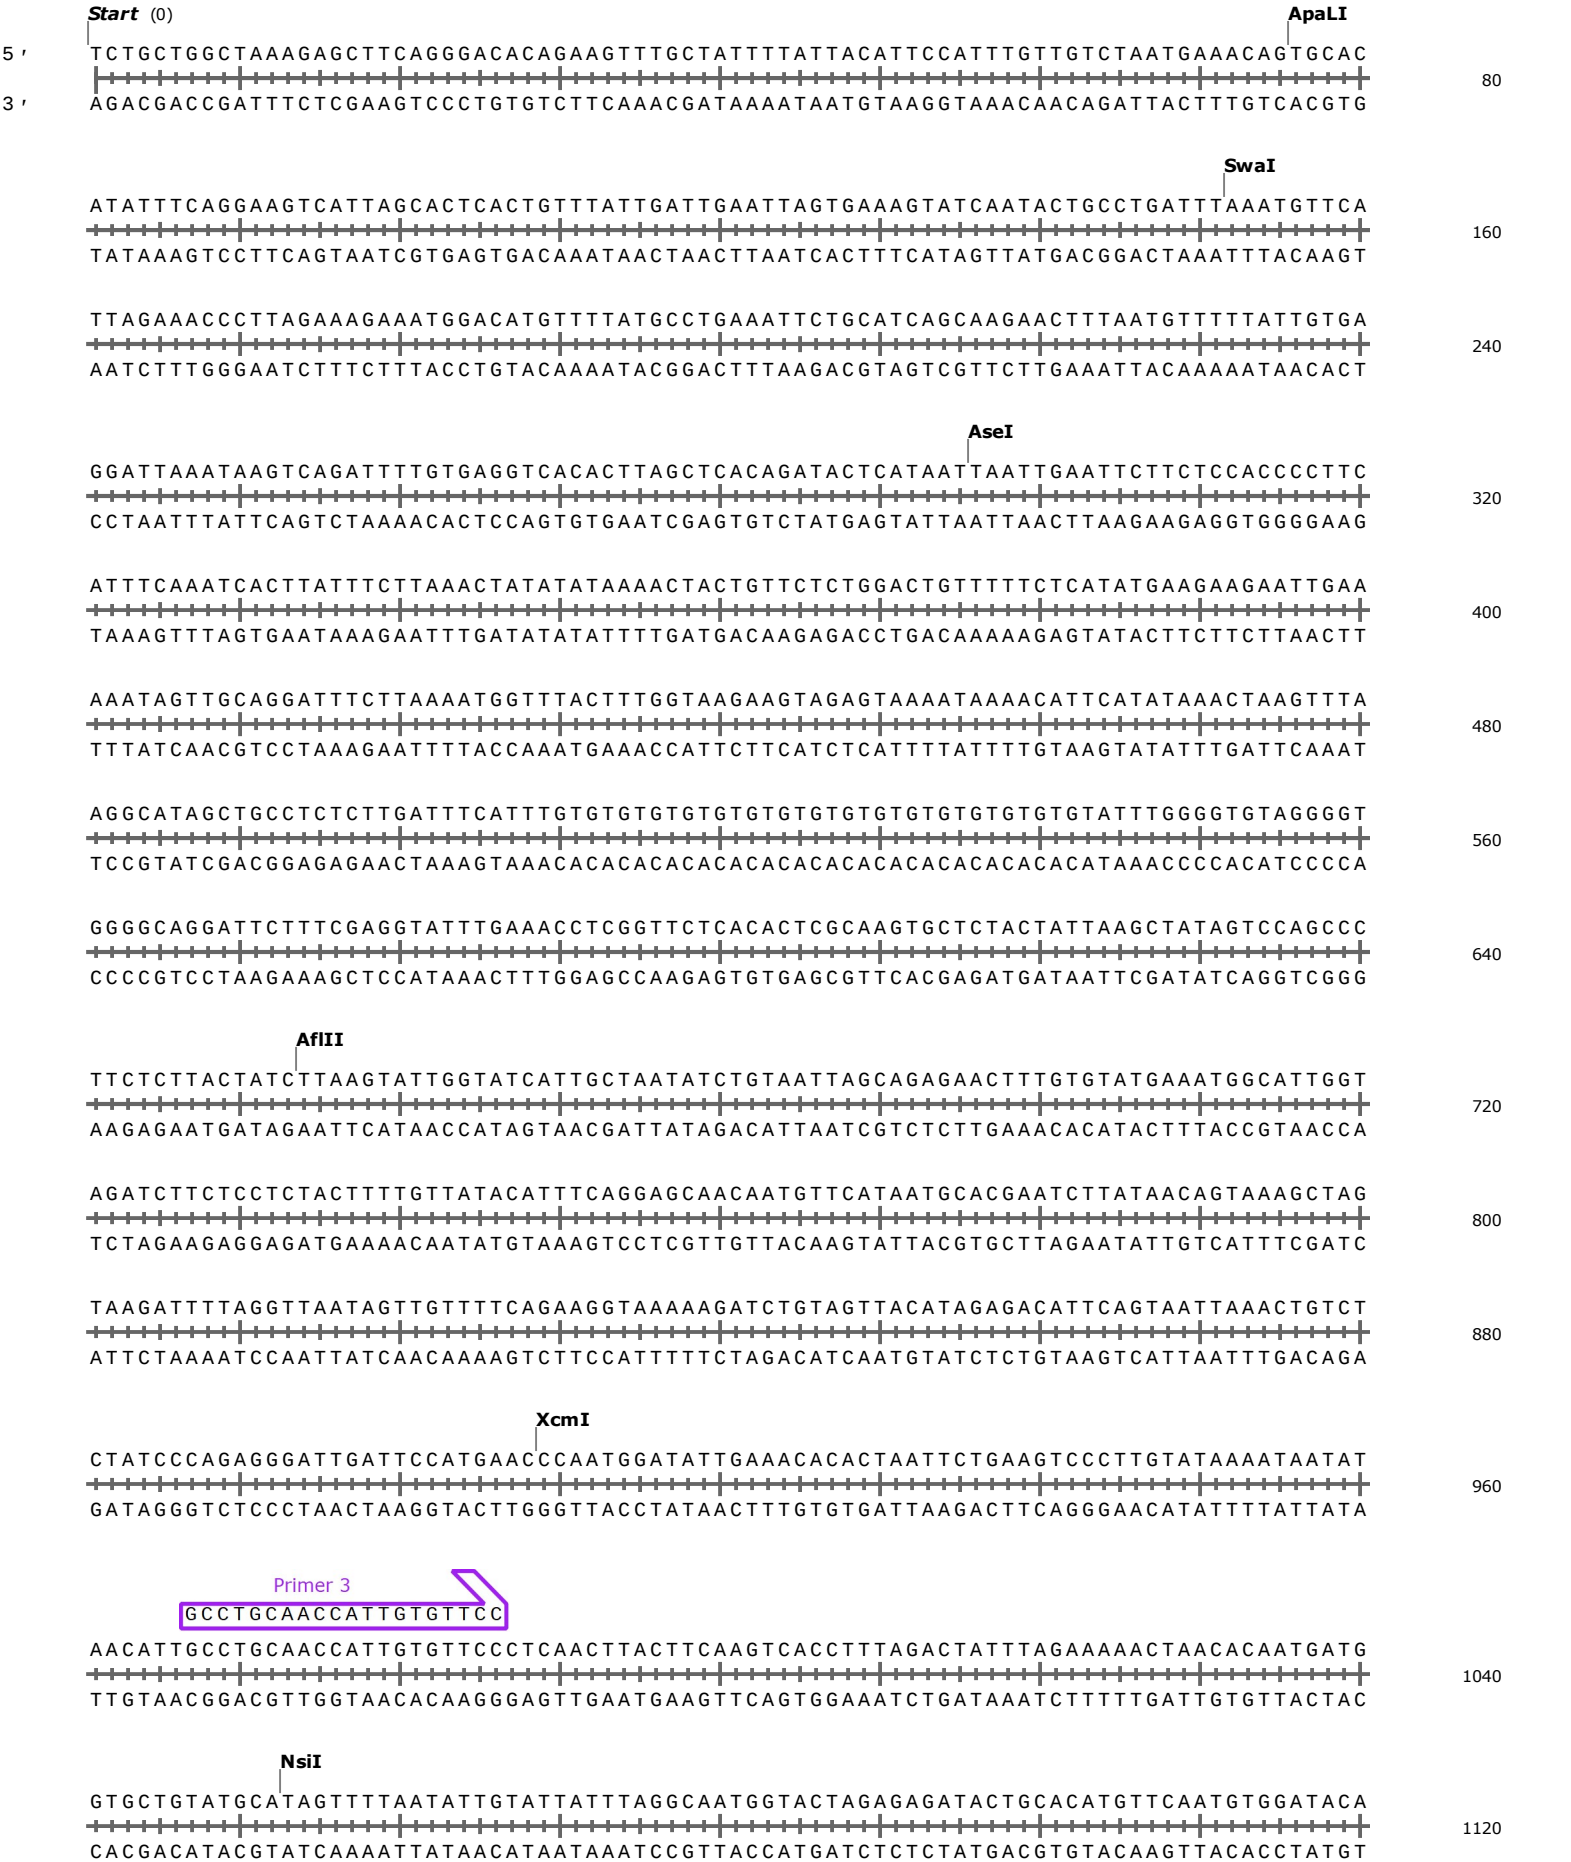 Start (0) ApaLI
5 ' TCTGCTGGCTAAAGAGCTTCAGGGACACAGAAGTTTGCTATTTTATTACATTCCATTTGTTGTCTAATGAAACAGTGCAC
80
3 ' AGACGACCGATTTCTCGAAGTCCCTGTGTCTTCAAACGATAAAATAATGTAAGGTAAACAACAGATTACTTTGTCACGTG
SwaI
ATATTTCAGGAAGTCATTAGCACTCACTGTTTATTGATTGAATTAGTGAAAGTATCAATACTGCCTGATTTAAATGTTCA
160
TATAAAGTCCTTCAGTAATCGTGAGTGACAAATAACTAACTTAATCACTTTCATAGTTATGACGGACTAAATTTACAAGT
TTAGAAACCCTTAGAAAGAAATGGACATGTTTTATGCCTGAAATTCTGCATCAGCAAGAACTTTAATGTTTTTATTGTGA
240
AATCTTTGGGAATCTTTCTTTACCTGTACAAAATACGGACTTTAAGACGTAGTCGTTCTTGAAATTACAAAAATAACACT
AseI
GGATTAAATAAGTCAGATTTTGTGAGGTCACACTTAGCTCACAGATACTCATAATTAATTGAATTCTTCTCCACCCCTTC
320
CCTAATTTATTCAGTCTAAAACACTCCAGTGTGAATCGAGTGTCTATGAGTATTAATTAACTTAAGAAGAGGTGGGGAAG
ATTTCAAATCACTTATTTCTTAAACTATATATAAAACTACTGTTCTCTGGACTGTTTTTCTCATATGAAGAAGAATTGAA
400
TAAAGTTTAGTGAATAAAGAATTTGATATATATTTTGATGACAAGAGACCTGACAAAAAGAGTATACTTCTTCTTAACTT
AAATAGTTGCAGGATTTCTTAAAATGGTTTACTTTGGTAAGAAGTAGAGTAAAATAAAACATTCATATAAACTAAGTTTA
480
TTTATCAACGTCCTAAAGAATTTTACCAAATGAAACCATTCTTCATCTCATTTTATTTTGTAAGTATATTTGATTCAAAT
AGGCATAGCTGCCTCTCTTGATTTCATTTGTGTGTGTGTGTGTGTGTGTGTGTGTGTGTGTATTTGGGGTGTAGGGGT
560
TCCGTATCGACGGAGAGAACTAAAGTAAACACACACACACACACACACACACACACACACACATAAACCCCACATCCCCA
GGGGCAGGATTCTTTCGAGGTATTTGAAACCTCGGTTCTCACACTCGCAAGTGCTCTACTATTAAGCTATAGTCCAGCCC
640
CCCCGTCCTAAGAAAGCTCCATAAACTTTGGAGCCAAGAGTGTGAGCGTTCACGAGATGATAATTCGATATCAGGTCGGG
AflII
TTCTCTTACTATCTTAAGTATTGGTATCATTGCTAATATCTGTAATTAGCAGAGAACTTTGTGTATGAAATGGCATTGGT
720
AAGAGAATGATAGAATTCATAACCATAGTAACGATTATAGACATTAATCGTCTCTTGAAACACATACTTTACCGTAACCA
AGATCTTCTCCTCTACTTTTGTTATACATTTCAGGAGCAACAATGTTCATAATGCACGAATCTTATAACAGTAAAGCTAG
800
TCTAGAAGAGGAGATGAAAACAATATGTAAAGTCCTCGTTGTTACAAGTATTACGTGCTTAGAATATTGTCATTTCGATC
TAAGATTTTAGGTTAATAGTTGTTTTCAGAAGGTAAAAAGATCTGTAGTTACATAGAGACATTCAGTAATTAAACTGTCT
880
ATTCTAAAATCCAATTATCAACAAAAGTCTTCCATTTTTCTAGACATCAATGTATCTCTGTAAGTCATTAATTTGACAGA
XcmI
CTATCCCAGAGGGATTGATTCCATGAACCCAATGGATATTGAAACACACTAATTCTGAAGTCCCTTGTATAAAATAATAT
960
GATAGGGTCTCCCTAACTAAGGTACTTGGGTTACCTATAACTTTGTGTGATTAAGACTTCAGGGAACATATTTTATTATA
Primer 3
GCCTGCAACCATTGTGTTCC
AACATTGCCTGCAACCATTGTGTTCCCTCAACTTACTTCAAGTCACCTTTAGACTATTTAGAAAAACTAACACAATGATG
1040
TTGTAACGGACGTTGGTAACACAAGGGAGTTGAATGAAGTTCAGTGGAAATCTGATAAATCTTTTTGATTGTGTTACTAC
NsiI
GTGCTGTATGCATAGTTTTAATATTGTATTATTTAGGCAATGGTACTAGAGAGATACTGCACATGTTCAATGTGGATACA
1120
CACGACATACGTATCAAAATTATAACATAATAAATCCGTTACCATGATCTCTCTATGACGTGTACAAGTTACACCTATGT